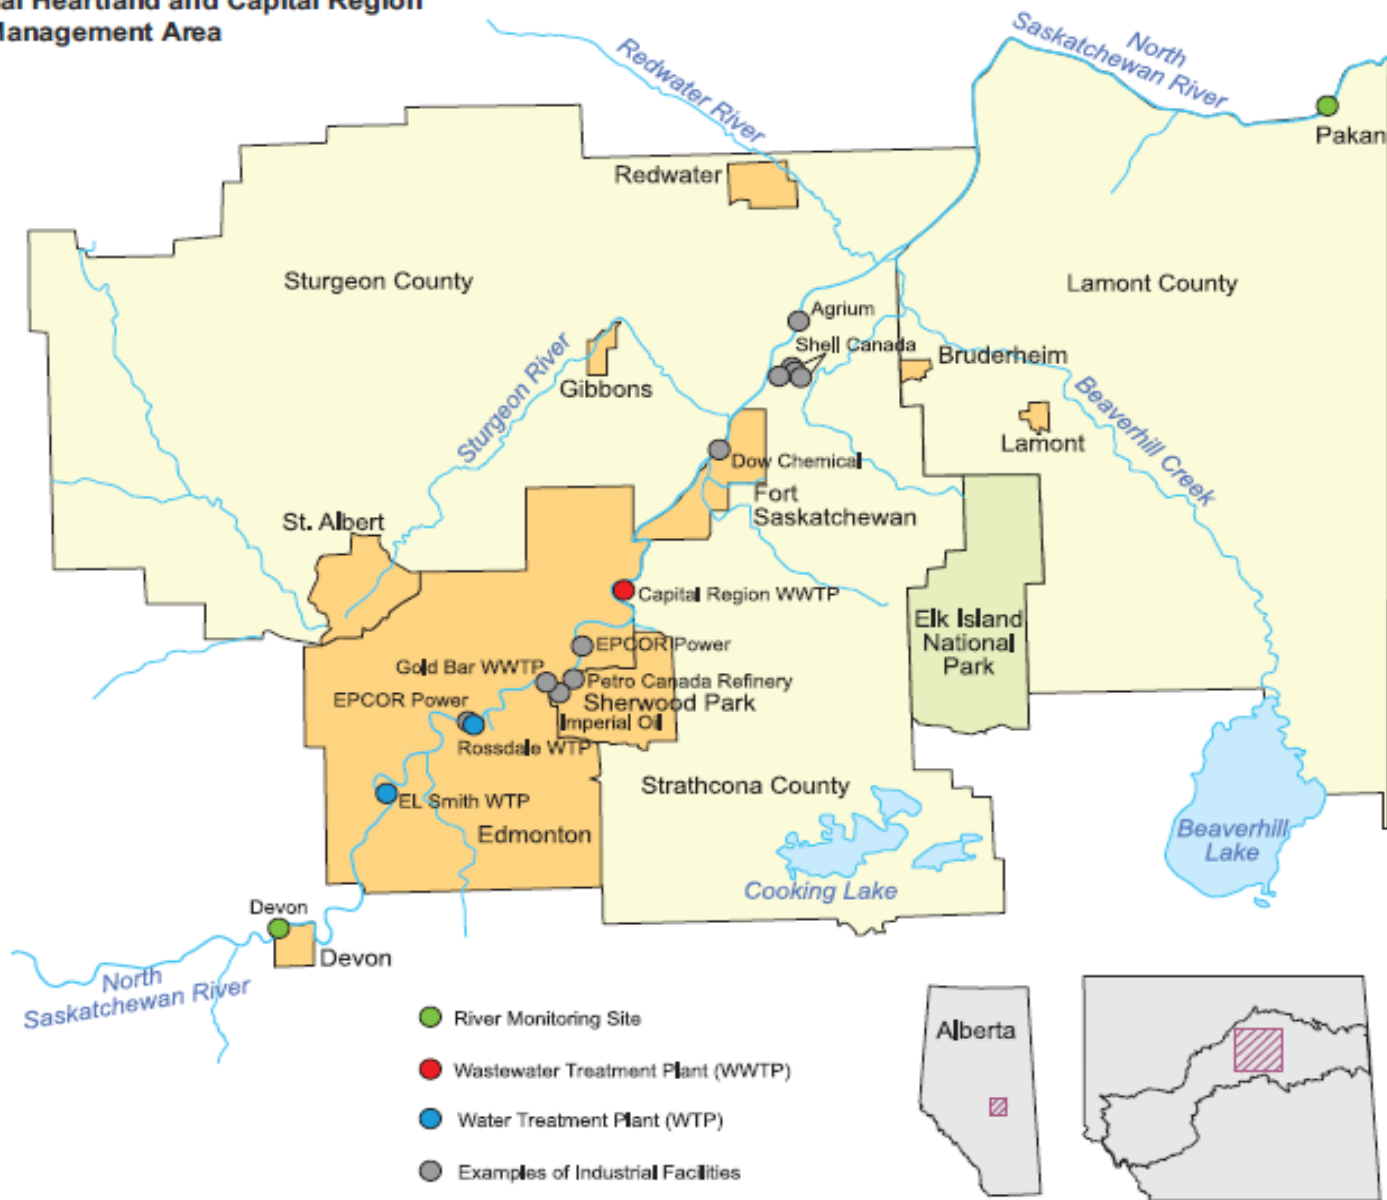 Heartland and Capital Region
Management Area
Redwater River
North
Saskatchewan River
Pakan
Redwater
Sturgeon County
Lamont County
Agrium
Shell Canada
Bruderheim
Sturgeon River
Gibbons
Beaverhill Creek
Lamont
Dow Chemical
Fort
Saskatchewan
St. Albert
Capital Region WWTP
Elk Island
National
Park
EPCOR Power
Gold Bar WWTP
Petro Canada Refinery
EPCOR Power
Sherwood Park
Imperial Oil
Rossdale WTP
Strathcona County
EL Smith WTP
Edmonton
Beaverhill
Lake
Cooking Lake
Devon
Devon
North
Saskatchewan River
River Monitoring Site
Alberta
Wastewater Treatment Plant (WWTP)
Water Treatment Plant (WTP)
Examples of Industrial Facilities